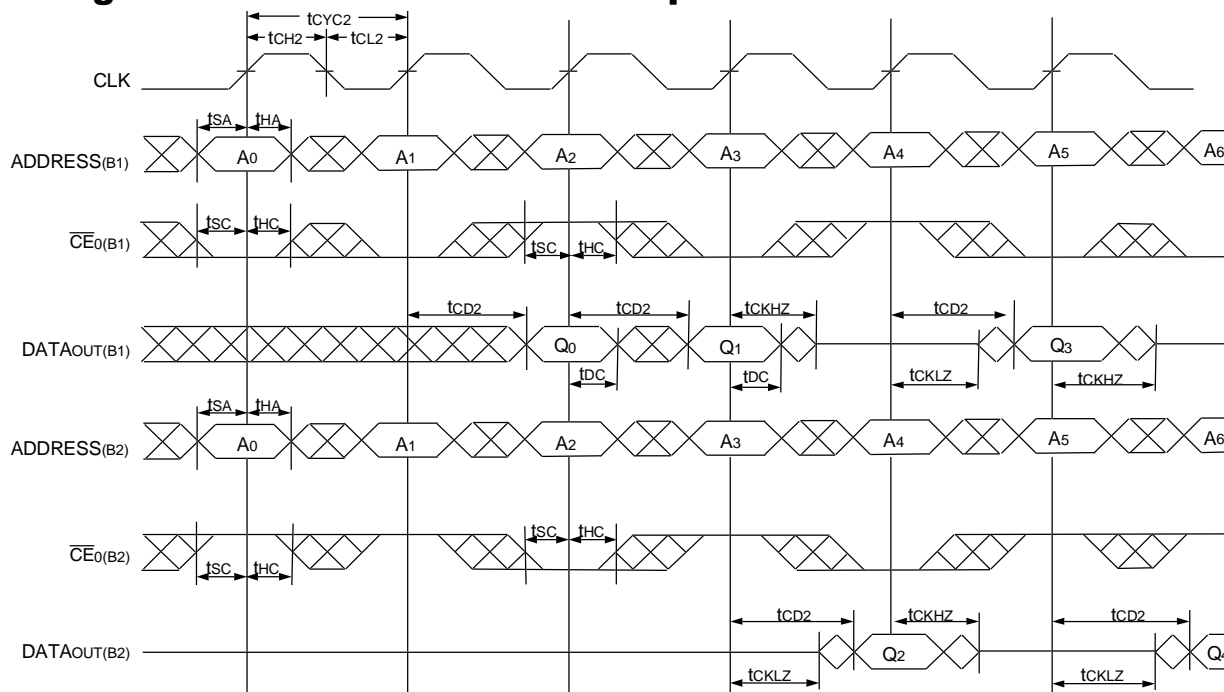 tCYC2
tCH2 tCL2
CLK
tSA tHA
ADDRESS(B1) A0 A1 A2 A3 A4 A5 A6
tSC tHC
CE0(B1) tSC tHC
tCD2 tCD2 tCKHZ tCD2
DATAOUT(B1) Q0 Q1 Q3
tDC tDC tCKLZ tCKHZ
tSA tHA
ADDRESS(B2) A0 A1 A2 A3 A4 A5 A6
tSC tHC
CE0(B2)
tSC tHC
tCD2 tCKHZ tCD2
DATAOUT(B2) Q2 Q4
tCKLZ tCKLZ